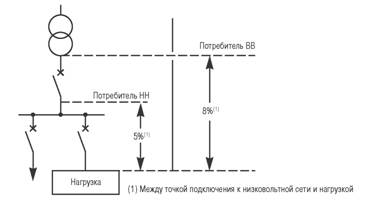 Потребитель ВВ
Потребитель НН
8%(1)
5%(1)
Нагрузка
(1) Между точкой подключения к низковольтной сети и нагрузкой